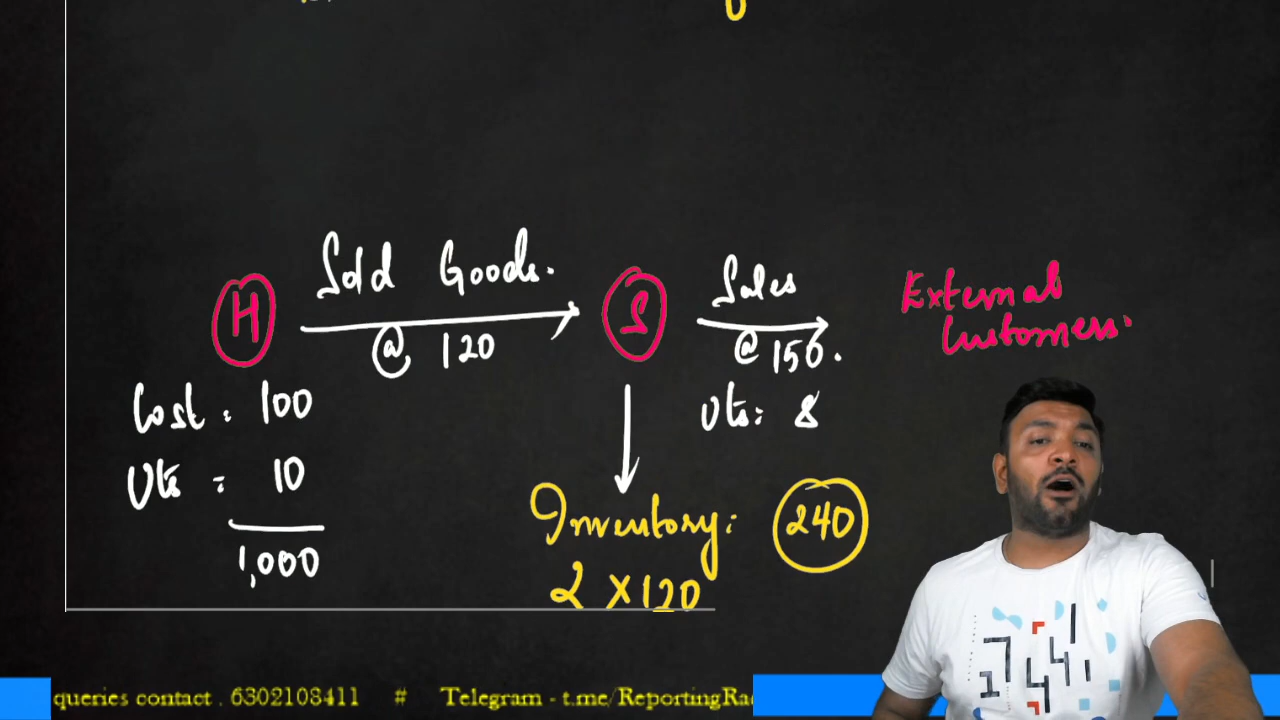 H
Sold Goods.
@ 120
S
Sales
@ 150.
External
Customers.
Cost : 100
Uts : 10
1,000
Uts: 8
Inventory: 240
2 X 120
queries contact . 6302108411 # Telegram - t.me/ReportingRa